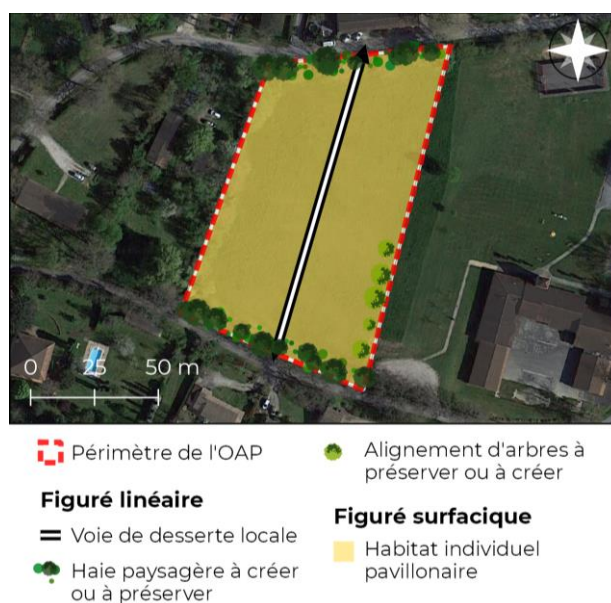 0 25 50 m
Périmètre de l'OAP
Figuré linéaire
Voie de desserte locale
Haie paysagère à créer
ou à préserver
Alignement d'arbres à
préserver ou à créer
Figuré surfacique
Habitat individuel
pavillonaire